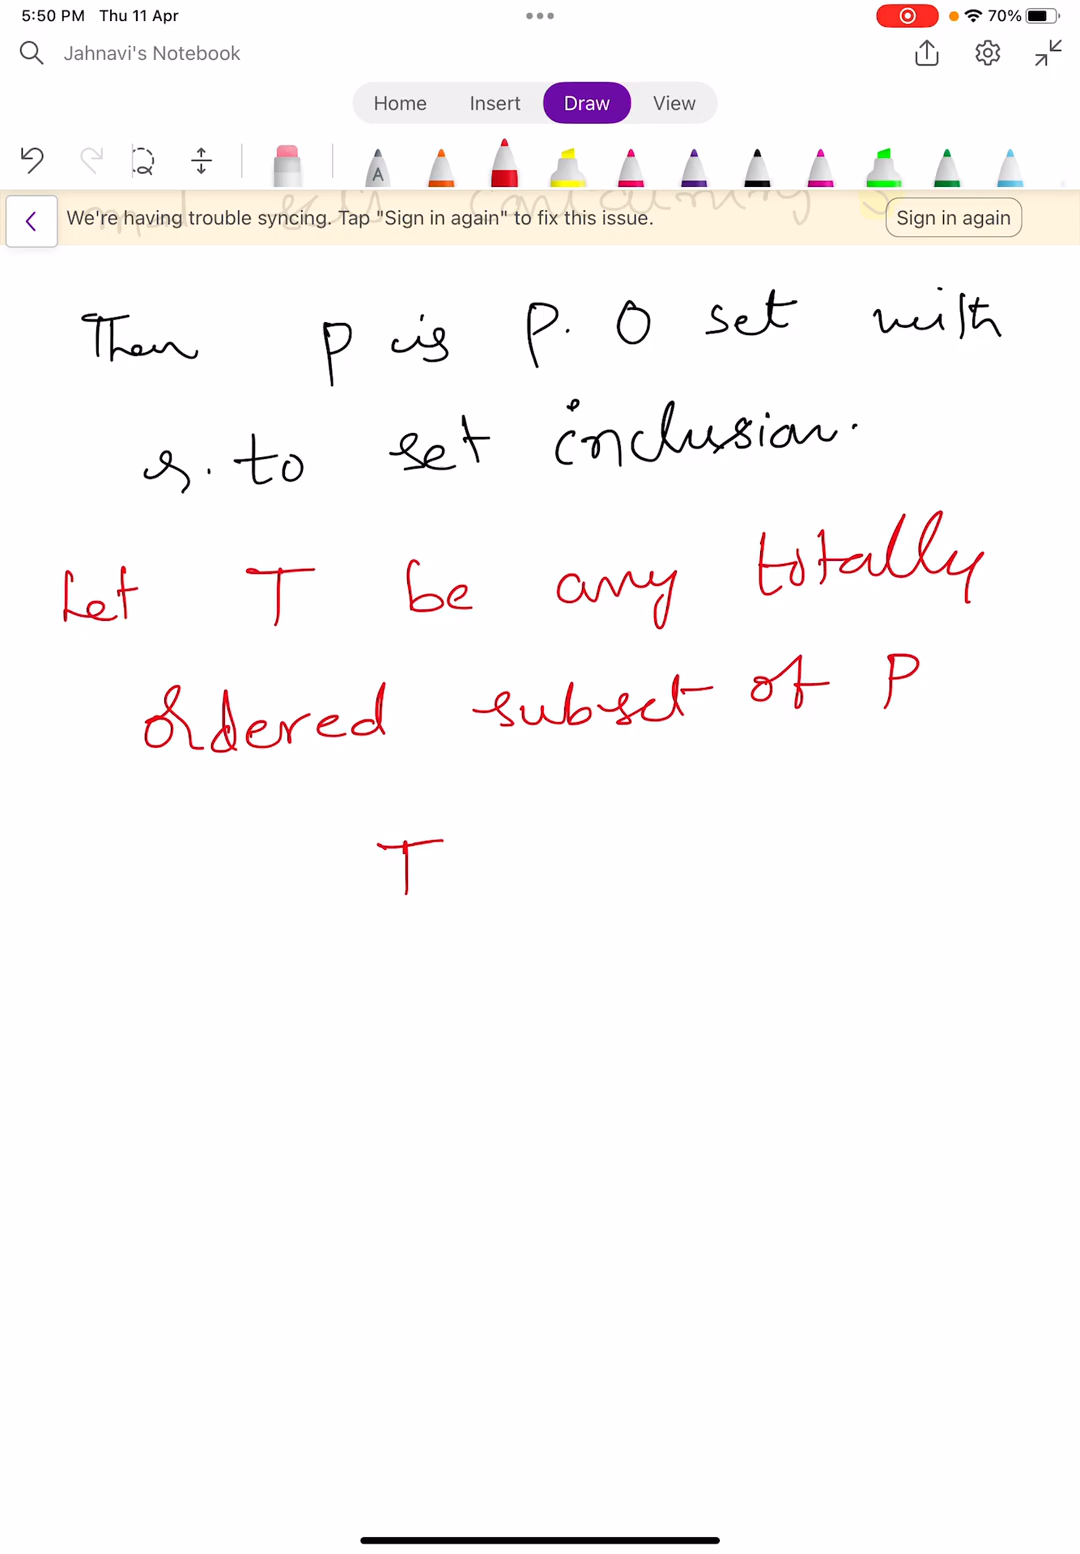 5:50 PM Thu 11 Apr
70%
Jahnavi's Notebook
Home Insert Draw View
A
We're having trouble syncing. Tap "Sign in again" to fix this issue. Sign in again
containing S
Then P is P. O set with
r. to set inclusion.
Let T be any totally
ordered subset of P
T